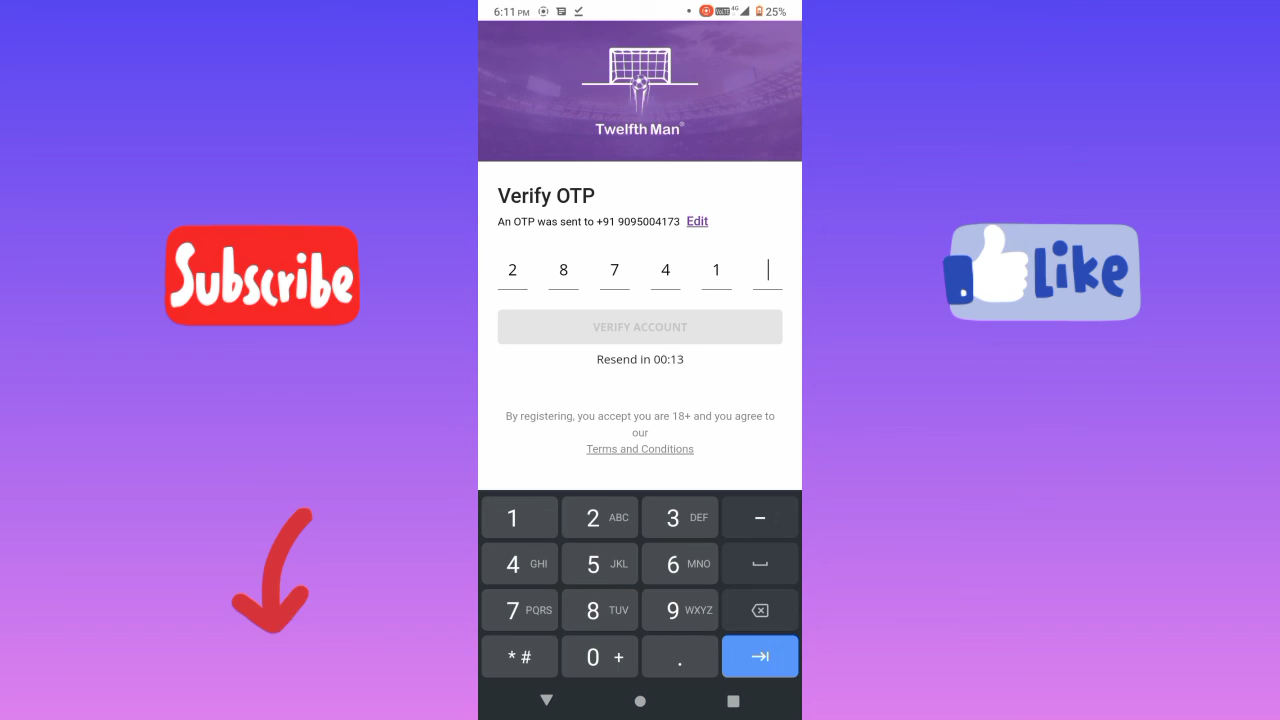 6:11 PM
VoLTE 4G 25%
Twelfth Man®
Verify OTP
An OTP was sent to +91 9095004173 Edit
2 8 7 4 1
VERIFY ACCOUNT
Resend in 00:13
By registering, you accept you are 18+ and you agree to
our
Terms and Conditions
Subscribe
Like
1 2 ABC 3 DEF –
4 GHI 5 JKL 6 MNO
7 PQRS 8 TUV 9 WXYZ
* # 0 + .